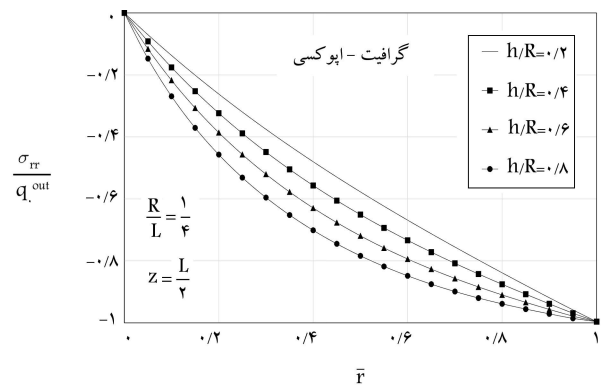 گرافیت - اپوکسی
h/R=۰/۲
h/R=۰/۴
h/R=۰/۶
h/R=۰/۸
۰
-۰/۲
-۰/۴
-۰/۶
-۰/۸
-۱
σrr
q.out
R/L = ۱/۴
z = L/۲
۰ ۰/۲ ۰/۴ ۰/۶ ۰/۸ ۱
r̄